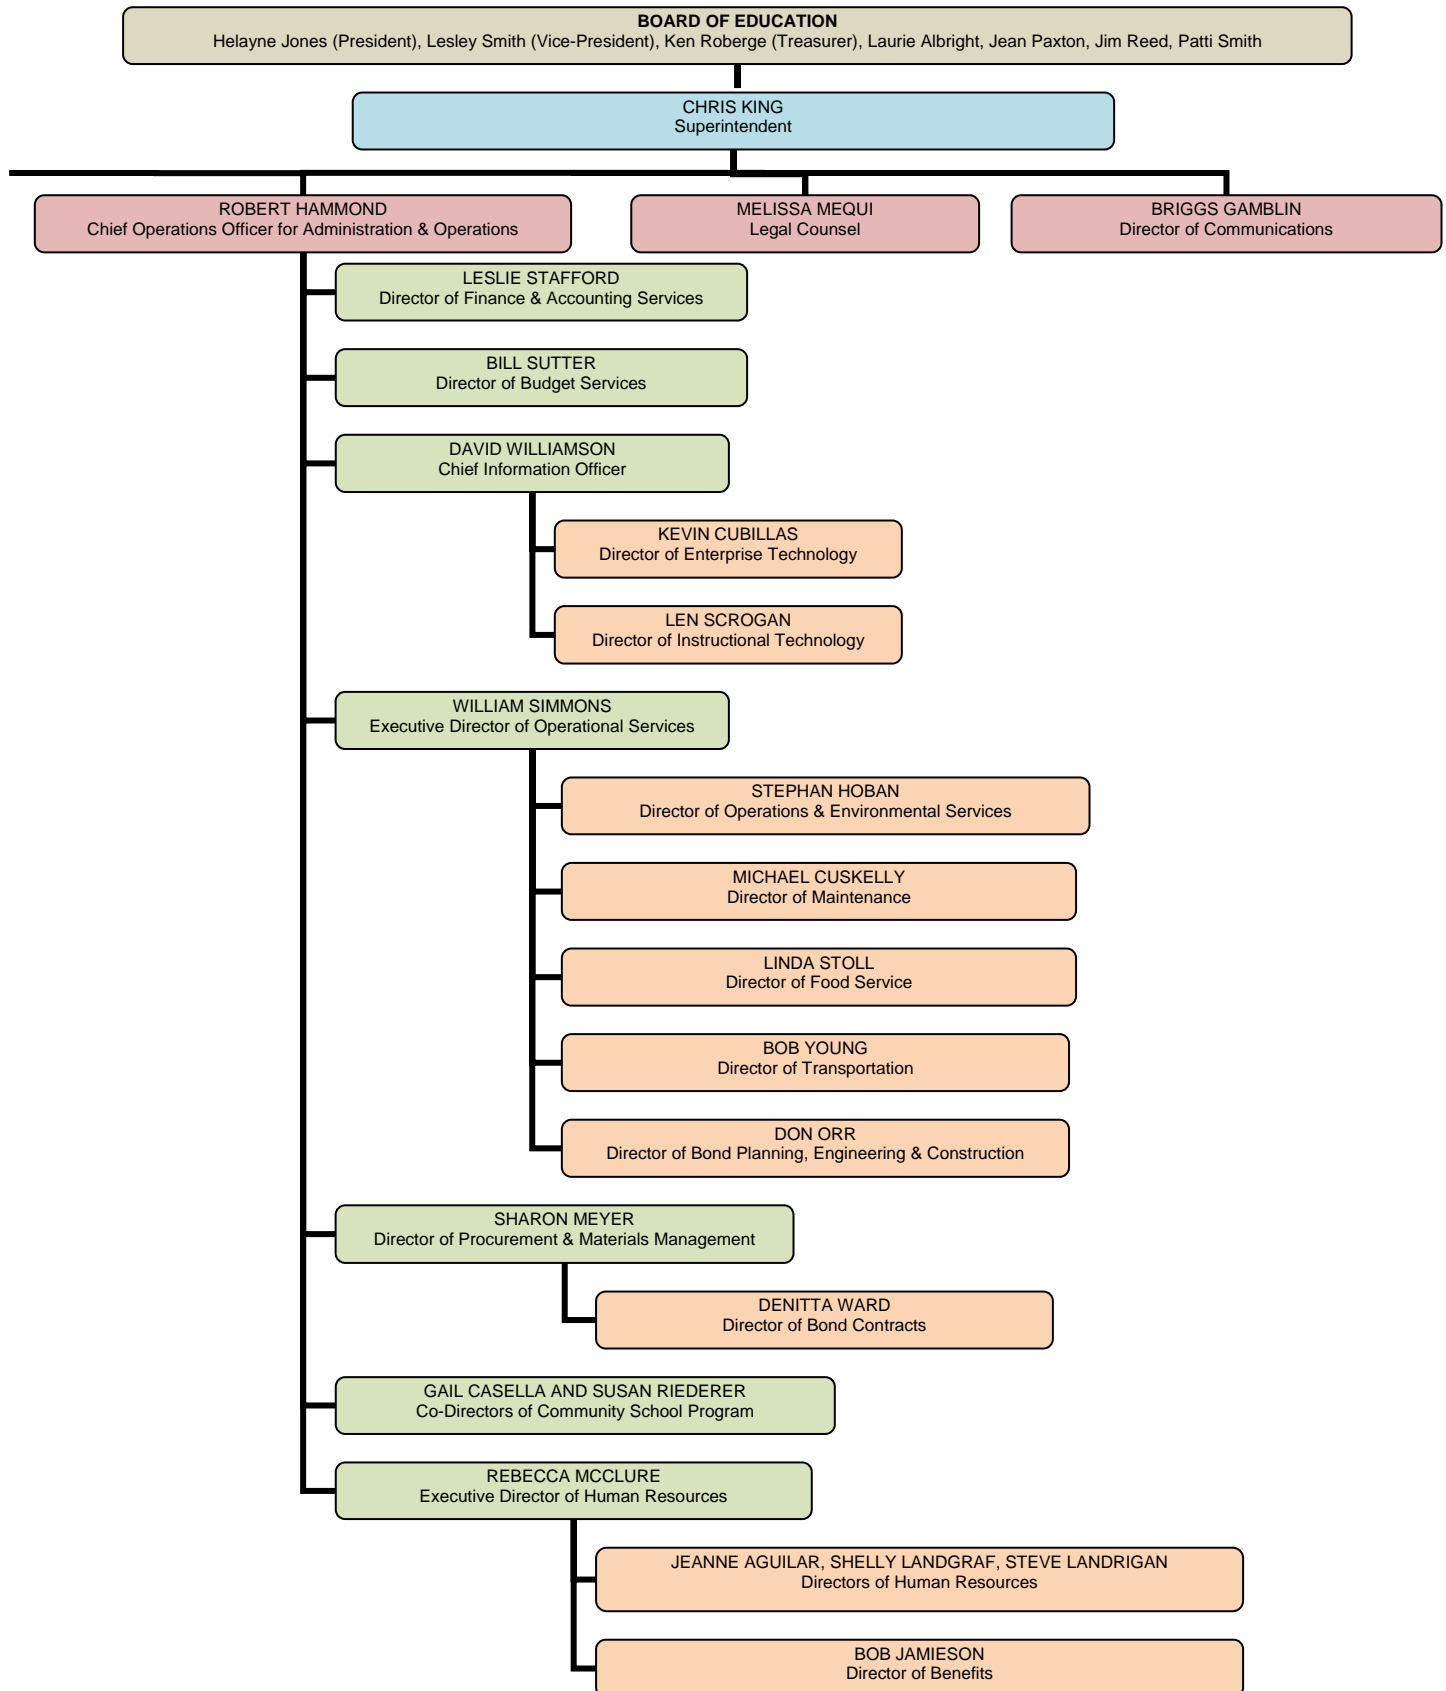 BOARD OF EDUCATION
Helayne Jones (President), Lesley Smith (Vice-President), Ken Roberge (Treasurer), Laurie Albright, Jean Paxton, Jim Reed, Patti Smith
CHRIS KING
Superintendent
ROBERT HAMMOND
Chief Operations Officer for Administration & Operations
MELISSA MEQUI
Legal Counsel
BRIGGS GAMBLIN
Director of Communications
LESLIE STAFFORD
Director of Finance & Accounting Services
BILL SUTTER
Director of Budget Services
DAVID WILLIAMSON
Chief Information Officer
KEVIN CUBILLAS
Director of Enterprise Technology
LEN SCROGAN
Director of Instructional Technology
WILLIAM SIMMONS
Executive Director of Operational Services
STEPHAN HOBAN
Director of Operations & Environmental Services
MICHAEL CUSKELLY
Director of Maintenance
LINDA STOLL
Director of Food Service
BOB YOUNG
Director of Transportation
DON ORR
Director of Bond Planning, Engineering & Construction
SHARON MEYER
Director of Procurement & Materials Management
DENITTA WARD
Director of Bond Contracts
GAIL CASELLA AND SUSAN RIEDERER
Co-Directors of Community School Program
REBECCA MCCLURE
Executive Director of Human Resources
JEANNE AGUILAR, SHELLY LANDGRAF, STEVE LANDRIGAN
Directors of Human Resources
BOB JAMIESON
Director of Benefits